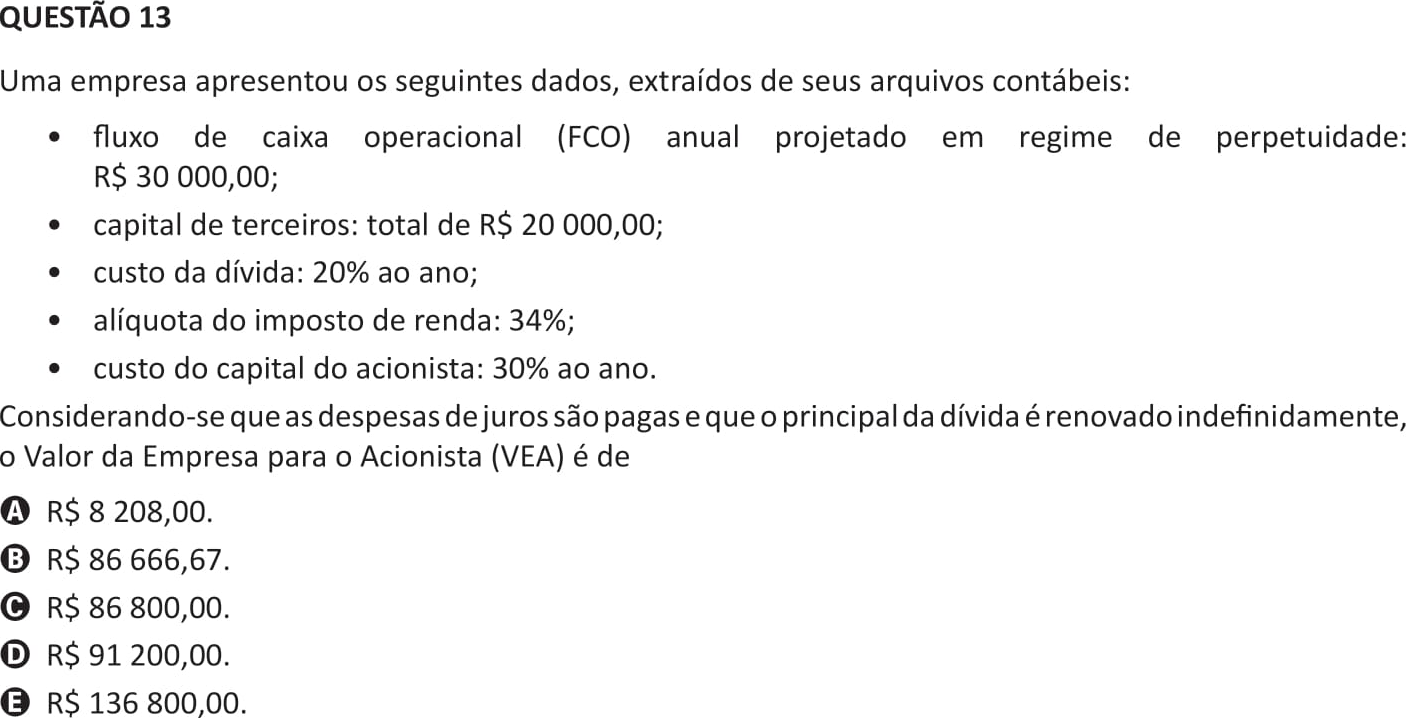 QUESTÃO 13
Uma empresa apresentou os seguintes dados, extraídos de seus arquivos contábeis:
• fluxo de caixa operacional (FCO) anual projetado em regime de perpetuidade:
R$ 30 000,00;
• capital de terceiros: total de R$ 20 000,00;
• custo da dívida: 20% ao ano;
• alíquota do imposto de renda: 34%;
• custo do capital do acionista: 30% ao ano.
Considerando-se que as despesas de juros são pagas e que o principal da dívida é renovado indefinidamente,
o Valor da Empresa para o Acionista (VEA) é de
A R$ 8 208,00.
B R$ 86 666,67.
C R$ 86 800,00.
D R$ 91 200,00.
E R$ 136 800,00.